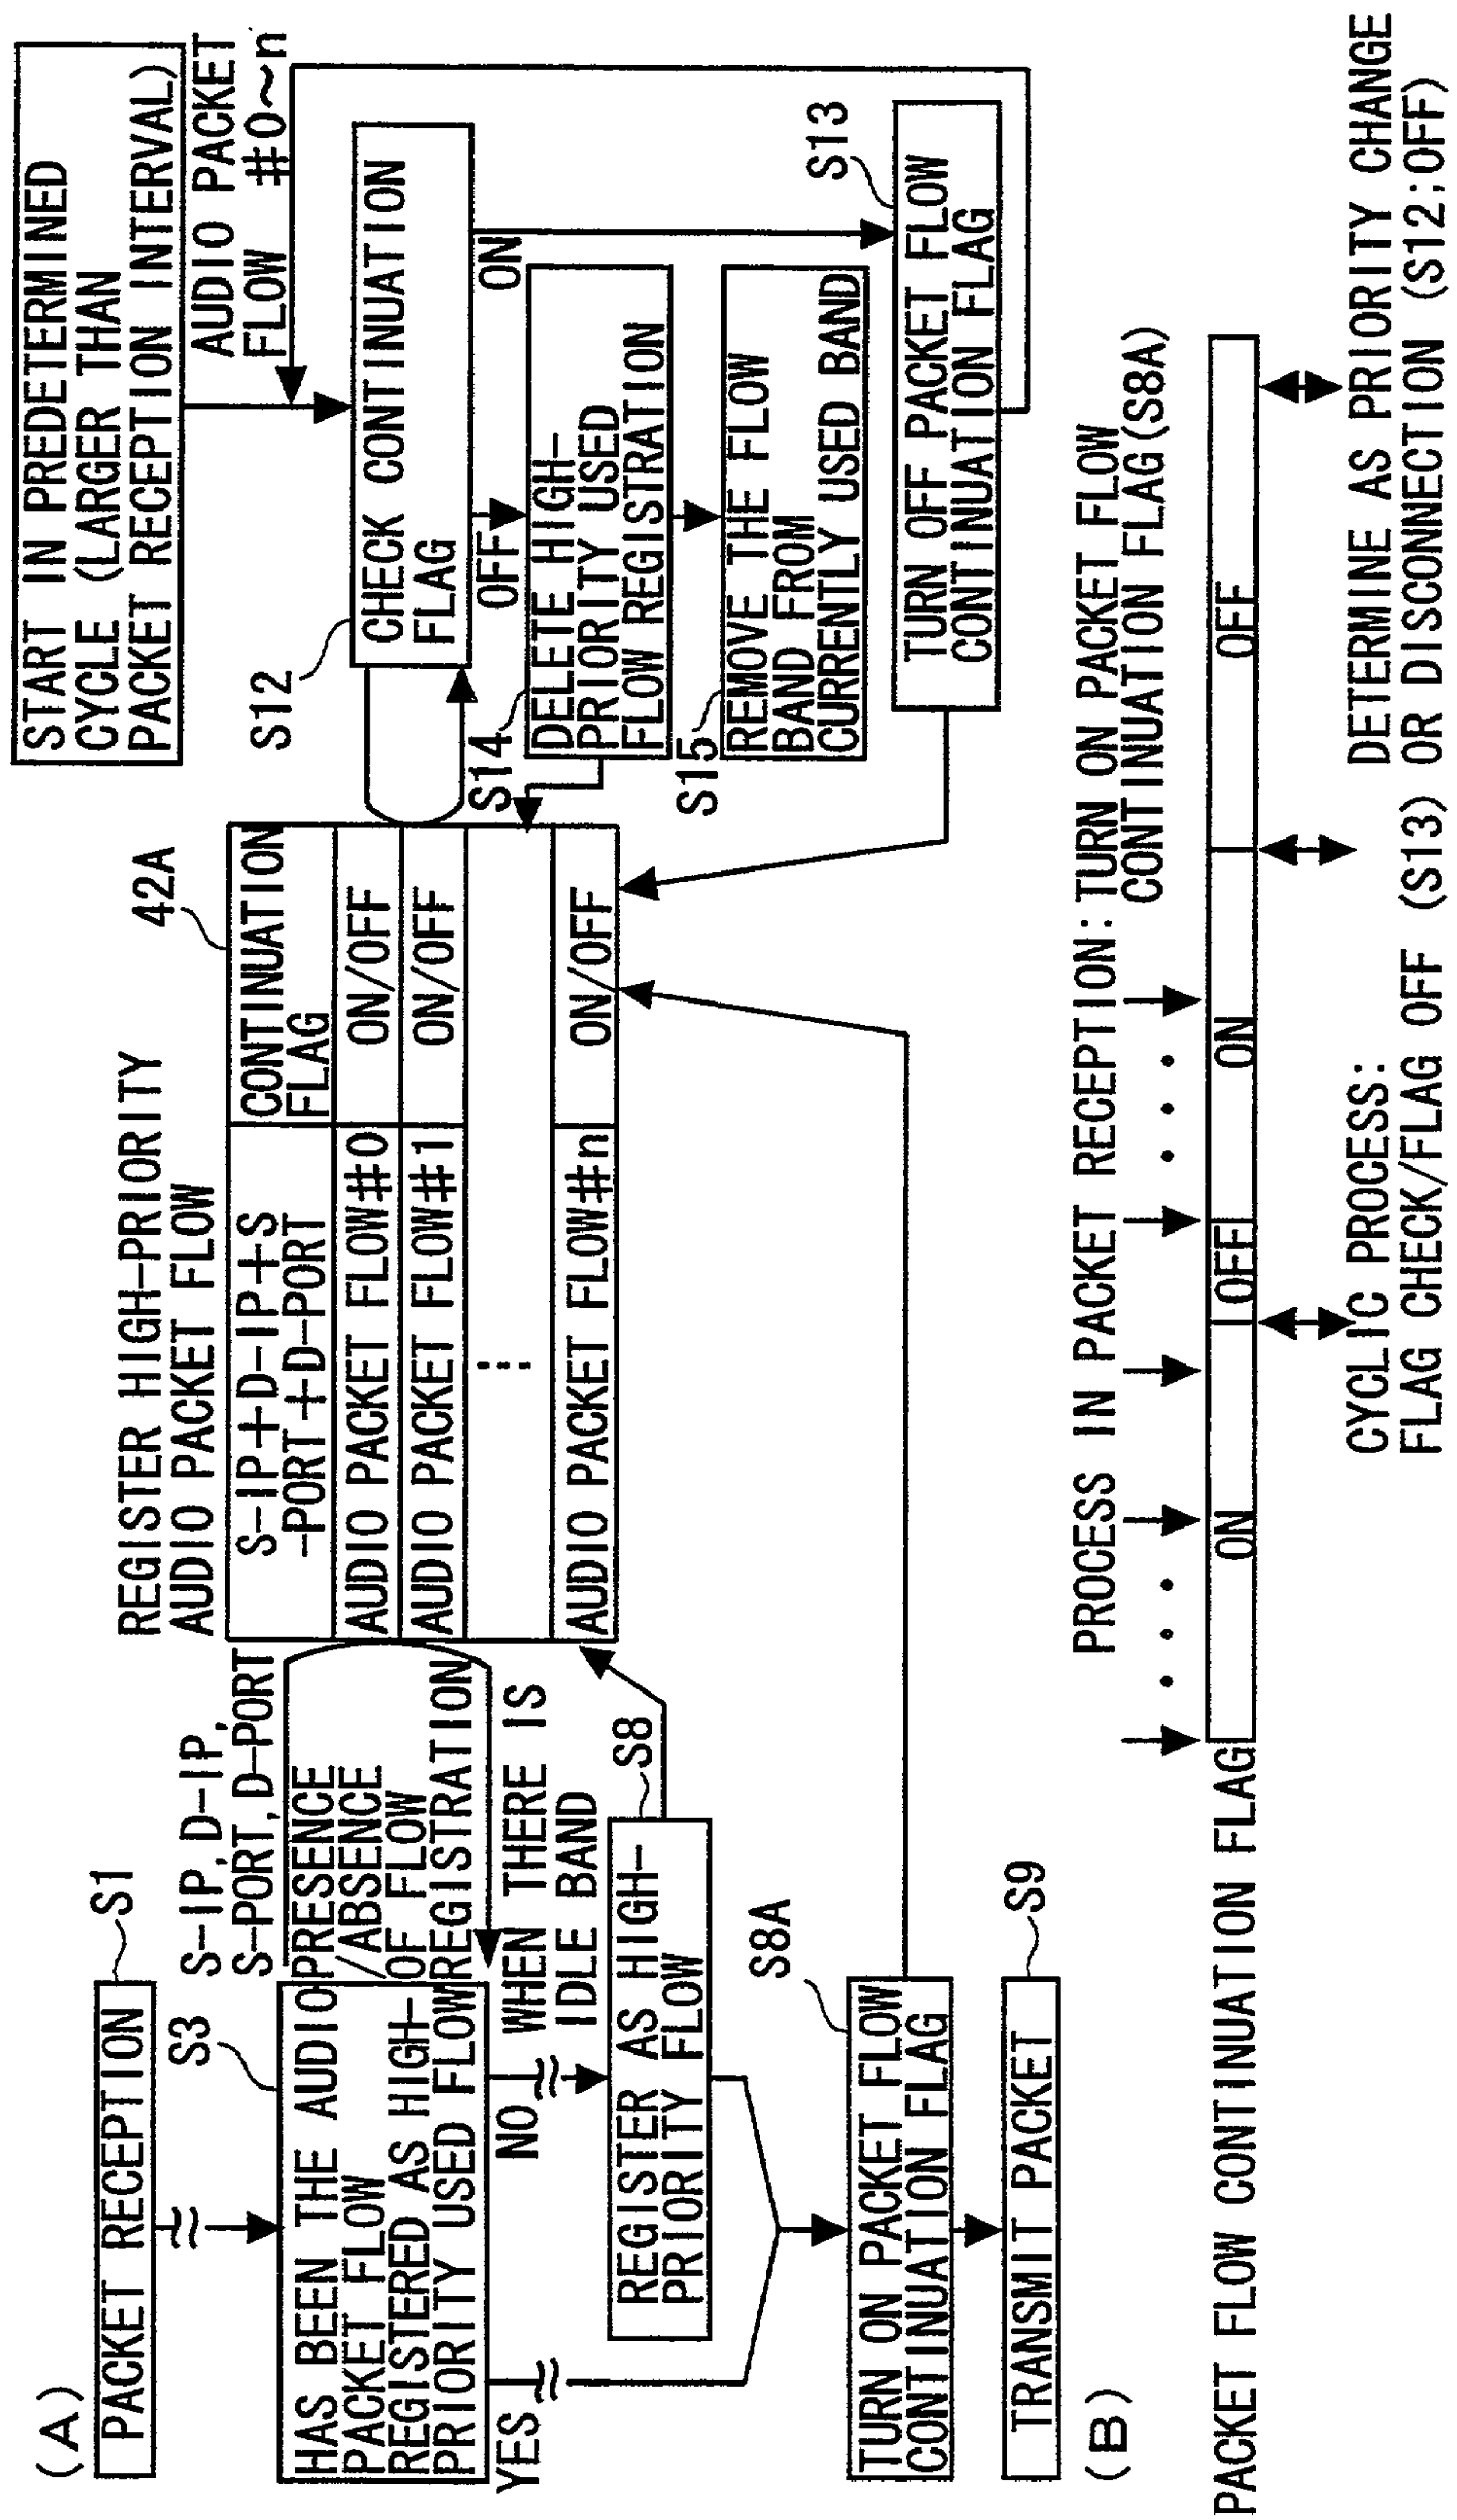 (A)
PACKET RECEPTION
S1
S3
HAS BEEN THE AUDIO
PACKET FLOW
REGISTERED AS HIGH-
PRIORITY USED FLOW
S-IP,D-IP,
S-PORT,D-PORT
PRESENCE
/ABSENCE
OF FLOW
REGISTRATION
YES
NO
WHEN THERE IS
IDLE BAND
S8
REGISTER AS HIGH-
PRIORITY FLOW
S8A
TURN ON PACKET FLOW
CONTINUATION FLAG
S9
TRANSMIT PACKET
REGISTER HIGH-PRIORITY
AUDIO PACKET FLOW
42A
S-IP+D-IP+S
-PORT+D-PORT
CONTINUATION
FLAG
AUDIO PACKET FLOW#0
ON/OFF
AUDIO PACKET FLOW#1
ON/OFF
AUDIO PACKET FLOW#n
ON/OFF
START IN PREDETERMINED
CYCLE (LARGER THAN
PACKET RECEPTION INTERVAL)
AUDIO PACKET
FLOW #0~n
S12
CHECK CONTINUATION
FLAG
OFF
ON
S14
DELETE HIGH-
PRIORITY USED
FLOW REGISTRATION
S15
REMOVE THE FLOW
BAND FROM
CURRENTLY USED BAND
S13
TURN OFF PACKET FLOW
CONTINUATION FLAG
(B)
PROCESS IN PACKET RECEPTION:TURN ON PACKET FLOW
CONTINUATION FLAG(S8A)
PACKET FLOW CONTINUATION FLAG
ON
OFF
ON
OFF
CYCLIC PROCESS:
FLAG CHECK/FLAG OFF (S13)
DETERMINE AS PRIORITY CHANGE
OR DISCONNECTION (S12:OFF)